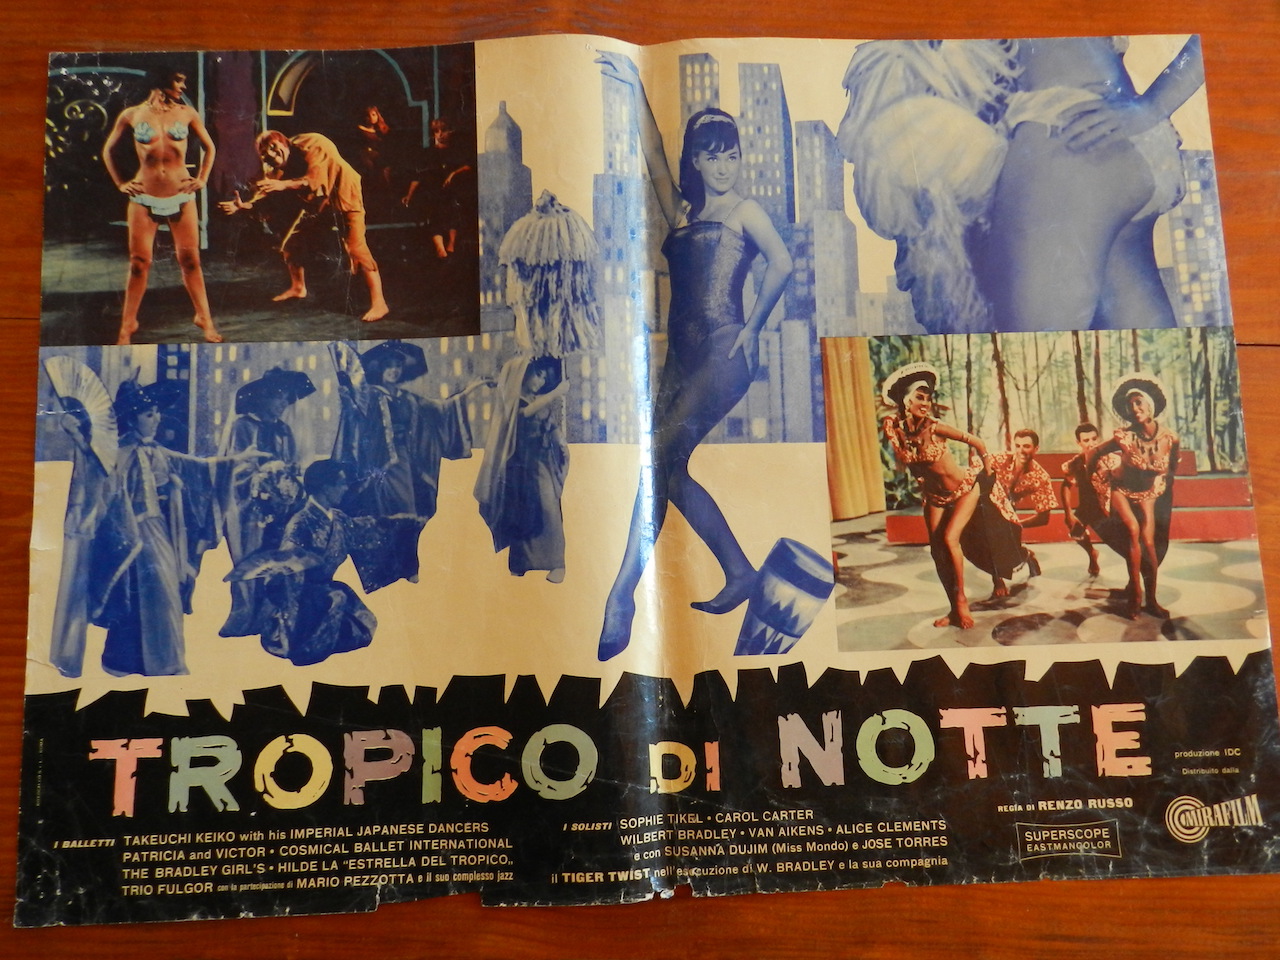 TROPICO DI NOTTE
produzione IDC
Distribuito dalla
MIRAFILM
REGIA DI RENZO RUSSO
SUPERSCOPE
EASTMANCOLOR
I BALLETTI TAKEUCHI KEIKO with his IMPERIAL JAPANESE DANCERS
PATRICIA and VICTOR • COSMICAL BALLET INTERNATIONAL
THE BRADLEY GIRL'S • HILDE LA "ESTRELLA DEL TROPICO„
TRIO FULGOR con la partecipazione di MARIO PEZZOTTA e il suo complesso jazz
I SOLISTI SOPHIE TIKEL • CAROL CARTER
WILBERT BRADLEY • VAN AIKENS • ALICE CLEMENTS
e con SUSANNA DUJIM (Miss Mondo) e JOSE TORRES
il TIGER TWIST nell'esecuzione di W. BRADLEY e la sua compagnia